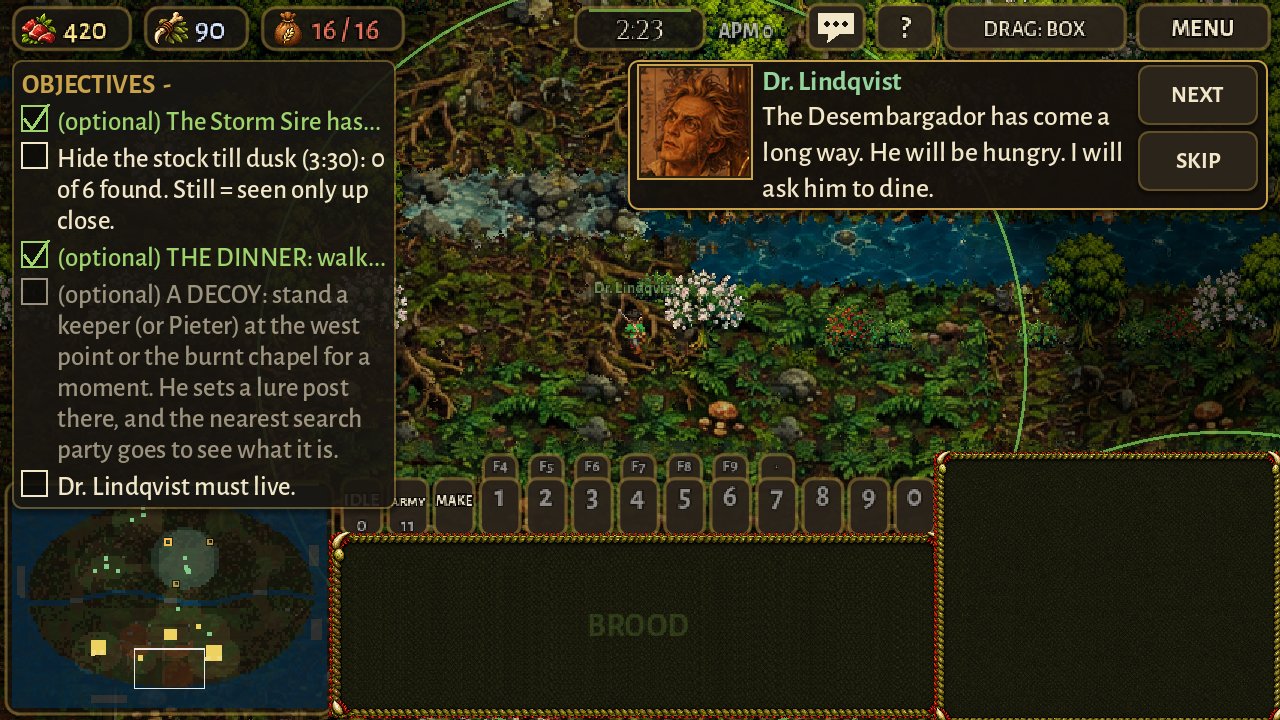 420
90
16 / 16
2:23
APM 0
?
DRAG: BOX
MENU
OBJECTIVES -
(optional) The Storm Sire has...
Hide the stock till dusk (3:30): 0
of 6 found. Still = seen only up
close.
(optional) THE DINNER: walk...
(optional) A DECOY: stand a
keeper (or Pieter) at the west
point or the burnt chapel for a
moment. He sets a lure post
there, and the nearest search
party goes to see what it is.
Dr. Lindqvist must live.
Dr. Lindqvist
The Desembargador has come a
long way. He will be hungry. I will
ask him to dine.
NEXT
SKIP
Dr. Lindqvist
F4 F5 F6 F7 F8 F9
IDLE ARMY MAKE 1 2 3 4 5 6 7 8 9 0
0 11
BROOD